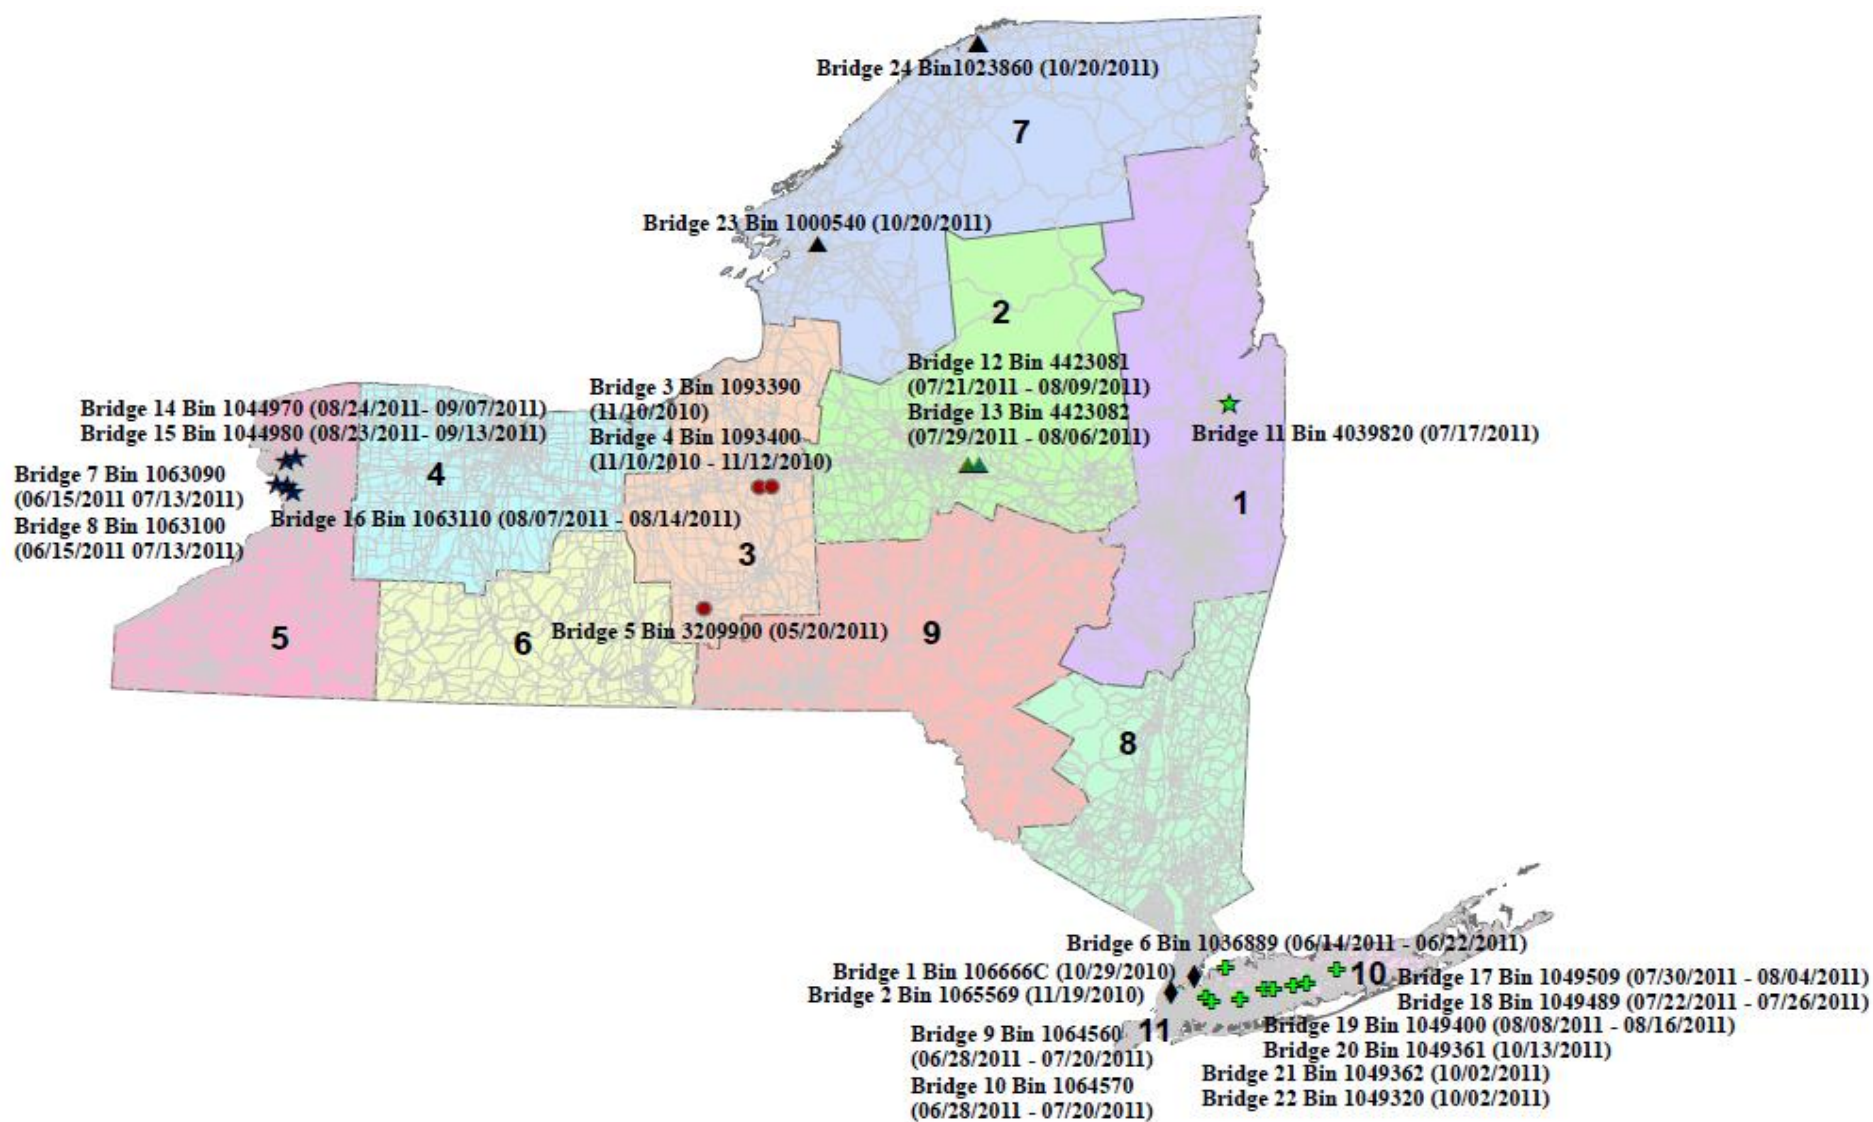 Bridge 24 Bin1023860 (10/20/2011)
7
Bridge 23 Bin 1000540 (10/20/2011)
2
Bridge 12 Bin 4423081
(07/21/2011 - 08/09/2011)
Bridge 13 Bin 4423082
(07/29/2011 - 08/06/2011)
Bridge 3 Bin 1093390
(11/10/2010)
Bridge 4 Bin 1093400
(11/10/2010 - 11/12/2010)
Bridge 14 Bin 1044970 (08/24/2011- 09/07/2011)
Bridge 15 Bin 1044980 (08/23/2011- 09/13/2011)
Bridge 11 Bin 4039820 (07/17/2011)
4
Bridge 7 Bin 1063090
(06/15/2011 07/13/2011)
Bridge 8 Bin 1063100
(06/15/2011 07/13/2011)
1
Bridge 16 Bin 1063110 (08/07/2011 - 08/14/2011)
3
5
6
Bridge 5 Bin 3209900 (05/20/2011)
9
8
Bridge 6 Bin 1036889 (06/14/2011 - 06/22/2011)
Bridge 1 Bin 106666C (10/29/2010)
Bridge 2 Bin 1065569 (11/19/2010)
10
Bridge 17 Bin 1049509 (07/30/2011 - 08/04/2011)
Bridge 18 Bin 1049489 (07/22/2011 - 07/26/2011)
11
Bridge 19 Bin 1049400 (08/08/2011 - 08/16/2011)
Bridge 20 Bin 1049361 (10/13/2011)
Bridge 21 Bin 1049362 (10/02/2011)
Bridge 22 Bin 1049320 (10/02/2011)
Bridge 9 Bin 1064560
(06/28/2011 - 07/20/2011)
Bridge 10 Bin 1064570
(06/28/2011 - 07/20/2011)